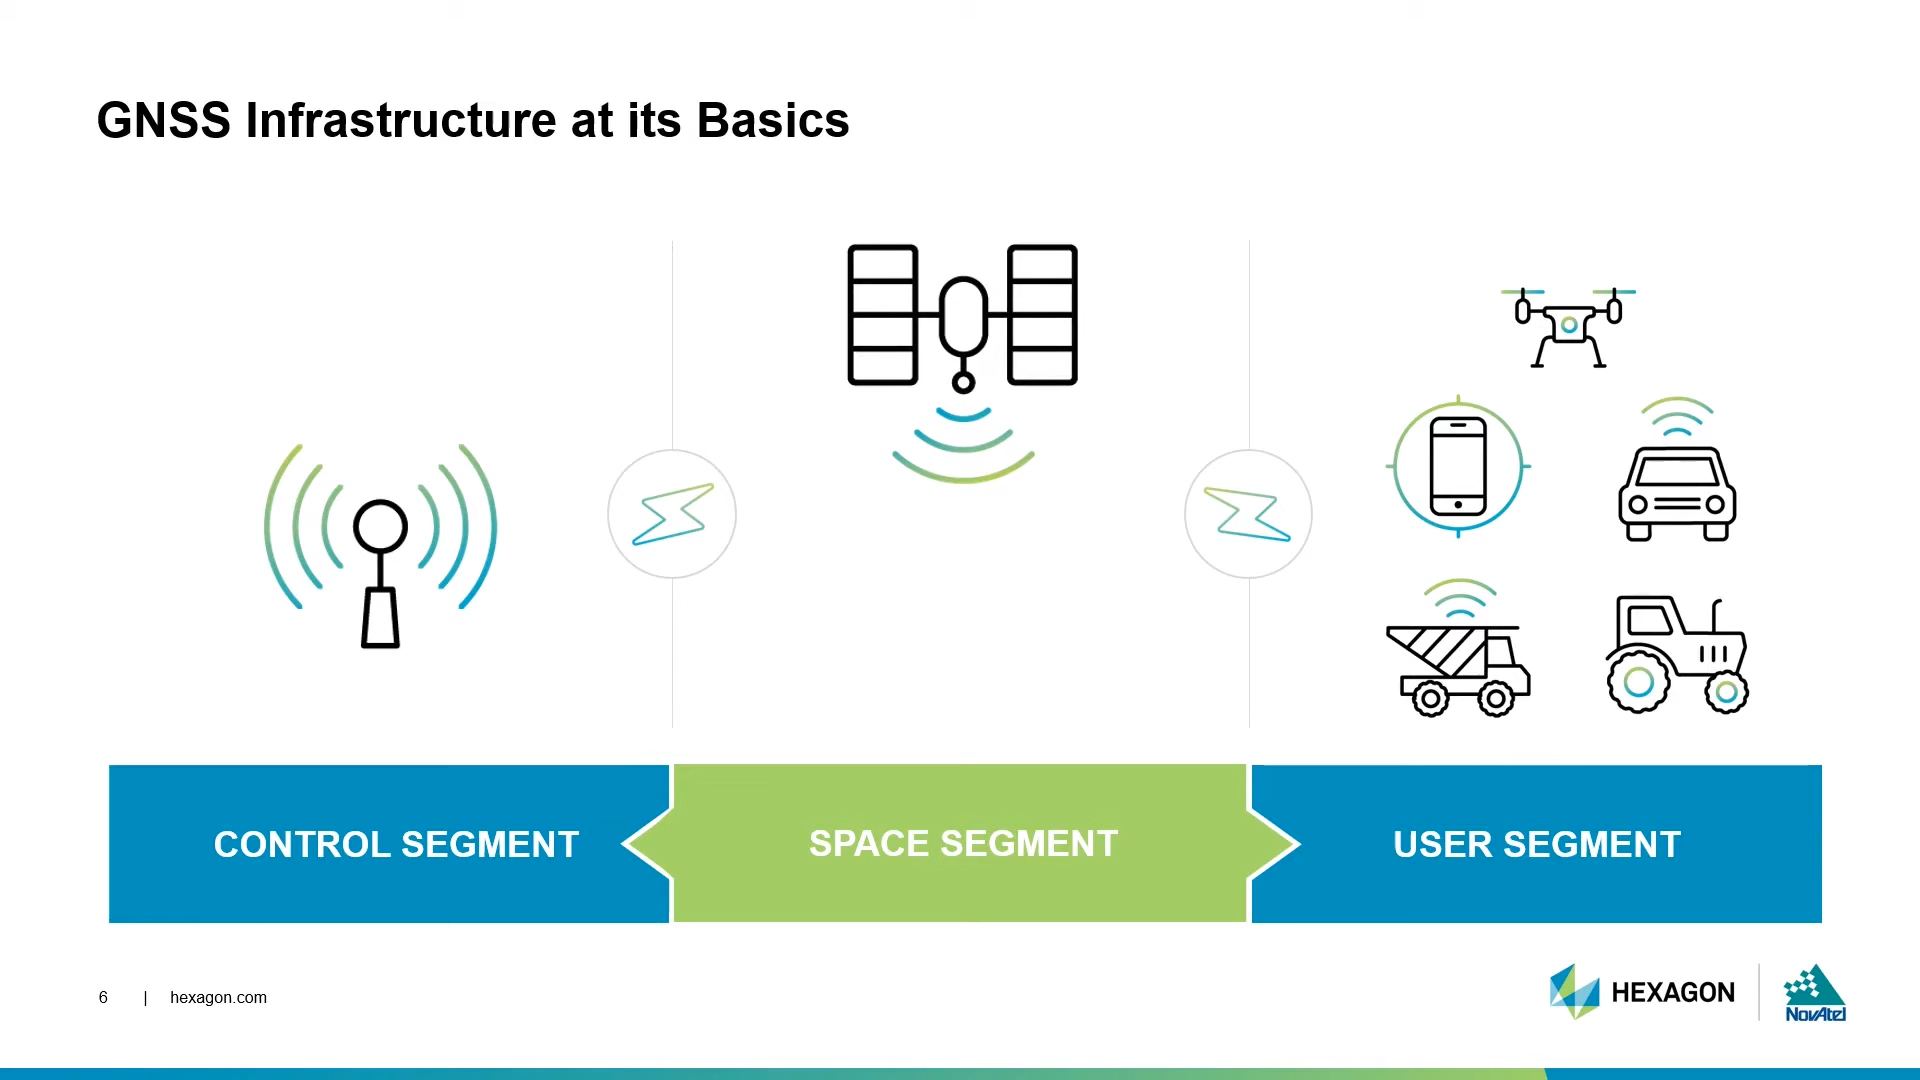 GNSS Infrastructure at its Basics
CONTROL SEGMENT
SPACE SEGMENT
USER SEGMENT
6 | hexagon.com
HEXAGON
NovAtel